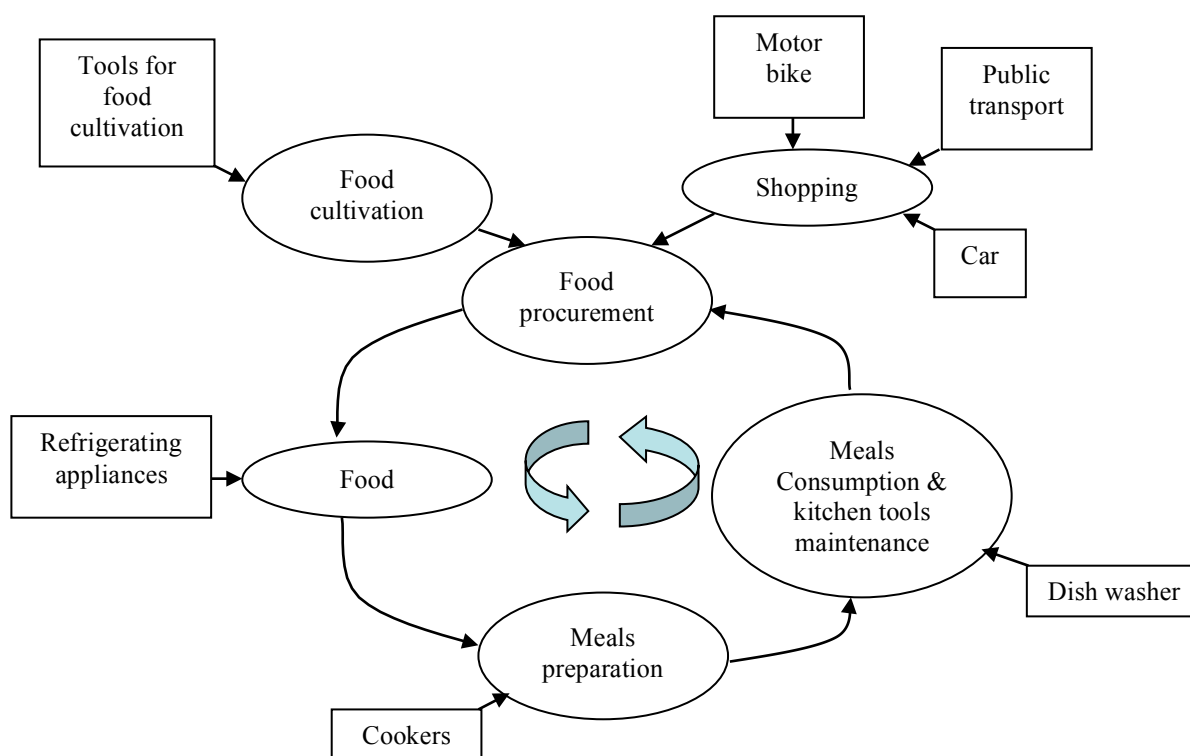 Tools for
food
cultivation
Motor
bike
Public
transport
Food
cultivation
Shopping
Car
Food
procurement
Refrigerating
appliances
Food
Meals
Consumption &
kitchen tools
maintenance
Dish washer
Meals
preparation
Cookers